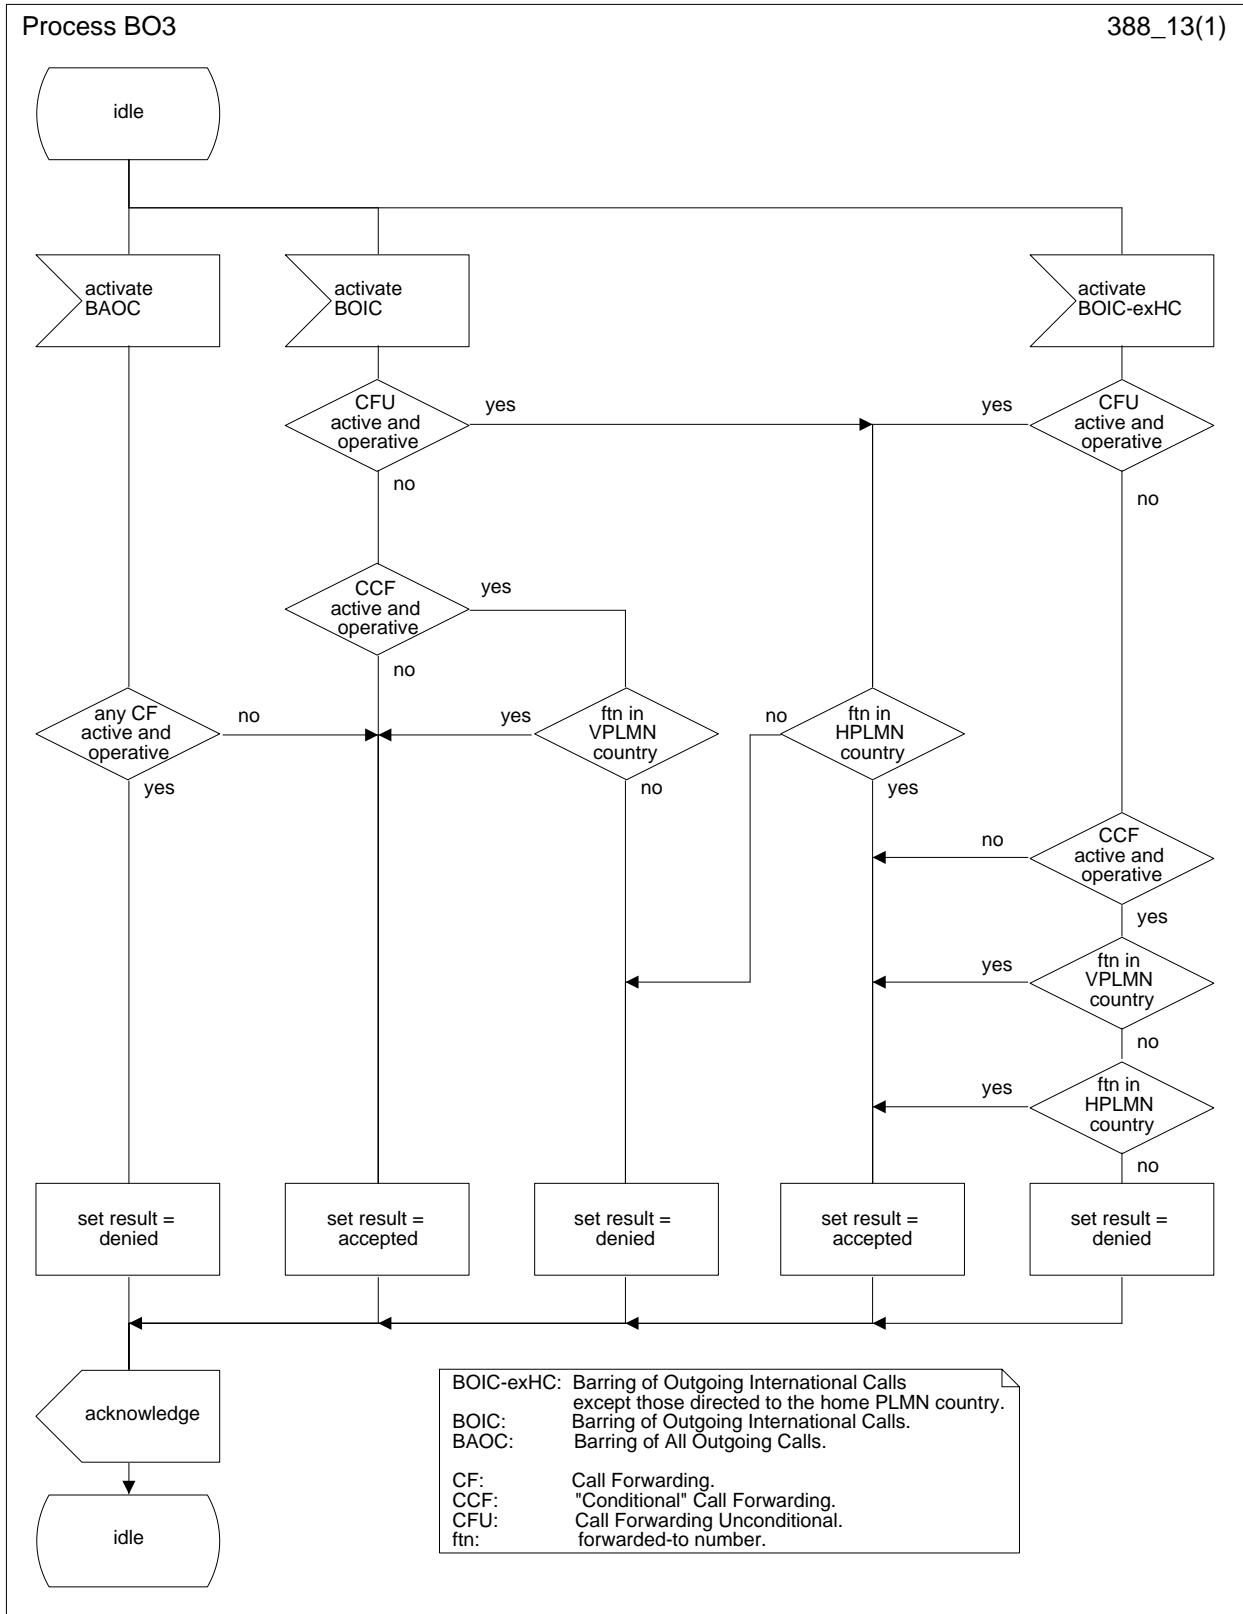 Process BO3
388_13(1)
idle
activate
BAOC
activate
BOIC
activate
BOIC-exHC
CFU
active and
operative
yes
no
yes
CFU
active and
operative
no
CCF
active and
operative
yes
no
any CF
active and
operative
no
yes
yes
ftn in
VPLMN
country
no
no
ftn in
HPLMN
country
yes
no
CCF
active and
operative
yes
yes
ftn in
VPLMN
country
no
yes
ftn in
HPLMN
country
no
set result =
denied
set result =
accepted
set result =
denied
set result =
accepted
set result =
denied
acknowledge
idle
BOIC-exHC: Barring of Outgoing International Calls
except those directed to the home PLMN country.
BOIC: Barring of Outgoing International Calls.
BAOC: Barring of All Outgoing Calls.
CF: Call Forwarding.
CCF: "Conditional" Call Forwarding.
CFU: Call Forwarding Unconditional.
ftn: forwarded-to number.